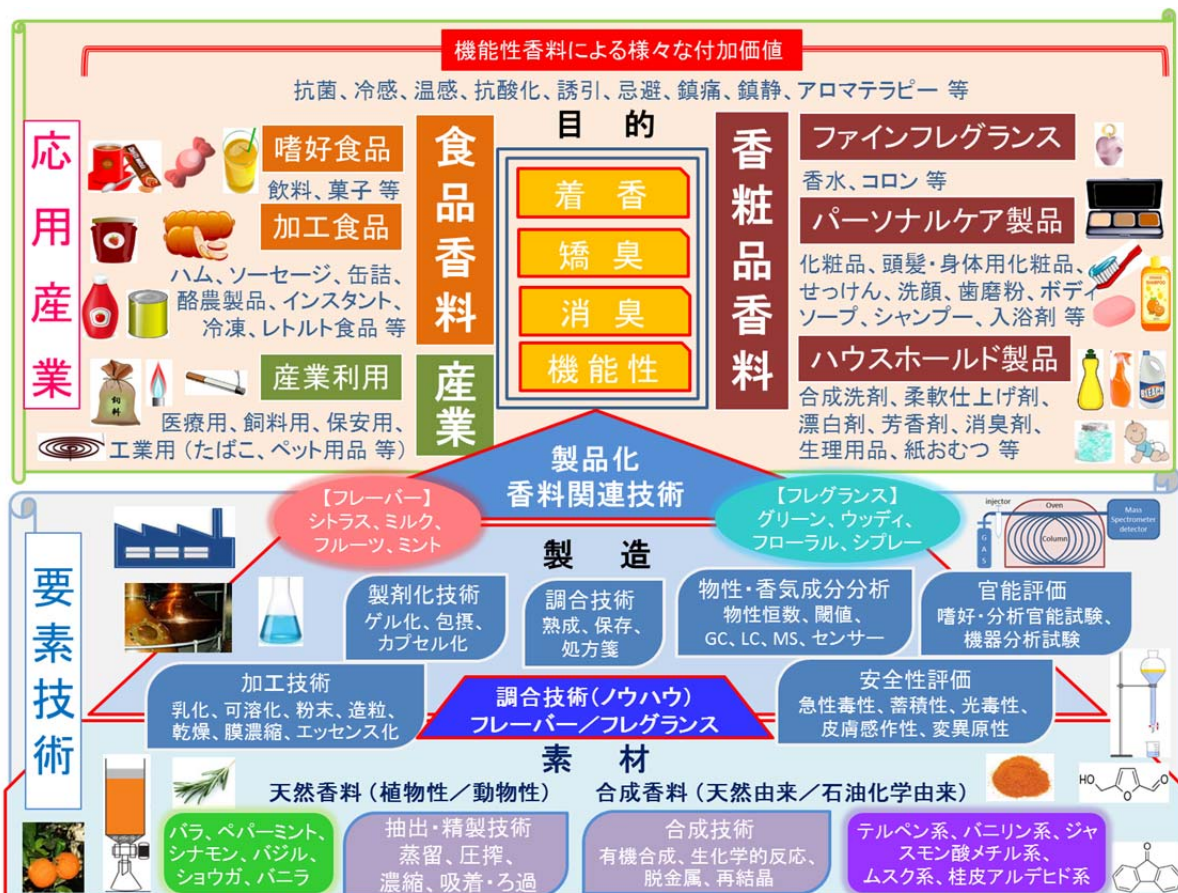 機能性香料による様々な付加価値
抗菌、冷感、温感、抗酸化、誘引、忌避、鎮痛、鎮静、アロマテラピー 等
応用産業
目 的
着 香
矯 臭
消 臭
機能性
食品香料
嗜好食品
飲料、菓子 等
加工食品
ハム、ソーセージ、缶詰、
酪農製品、インスタント、
冷凍、レトルト食品 等
産業
産業利用
飼料
医療用、飼料用、保安用、
工業用（たばこ、ペット用品 等）
香粧品香料
ファインフレグランス
香水、コロン 等
パーソナルケア製品
化粧品、頭髪・身体用化粧品、
せっけん、洗顔、歯磨粉、ボディ
ソープ、シャンプー、入浴剤 等
SHAMPOO
ハウスホールド製品
合成洗剤、柔軟仕上げ剤、
漂白剤、芳香剤、消臭剤、
生理用品、紙おむつ 等
BLEACH
製品化
香料関連技術
要素技術
【フレーバー】
シトラス、ミルク、
フルーツ、ミント
【フレグランス】
グリーン、ウッディ、
フローラル、シプレー
injector
Oven
Column
GAS
Mass
Spectrometer
detector
製 造
製剤化技術
ゲル化、包摂、
カプセル化
調合技術
熟成、保存、
処方箋
物性・香気成分分析
物性恒数、閾値、
GC、LC、MS、センサー
官能評価
嗜好・分析官能試験、
機器分析試験
加工技術
乳化、可溶化、粉末、造粒、
乾燥、膜濃縮、エッセンス化
調合技術（ノウハウ）
フレーバー／フレグランス
安全性評価
急性毒性、蓄積性、光毒性、
皮膚感作性、変異原性
素 材
天然香料（植物性／動物性）
合成香料（天然由来／石油化学由来）
バラ、ペパーミント、
シナモン、バジル、
ショウガ、バニラ
抽出・精製技術
蒸留、圧搾、
濃縮、吸着・ろ過
合成技術
有機合成、生化学的反応、
脱金属、再結晶
テルペン系、バニリン系、ジャ
スモン酸メチル系、
ムスク系、桂皮アルデヒド系
HO
O
O
O